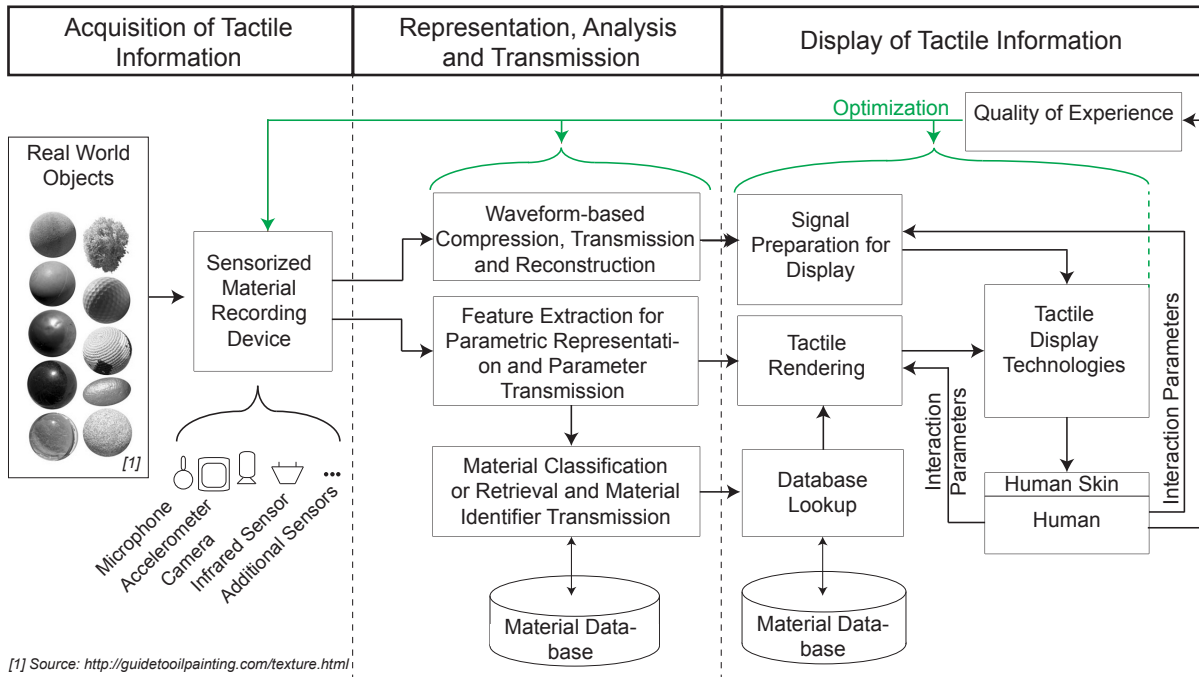 Acquisition of Tactile
Information
Representation, Analysis
and Transmission
Display of Tactile Information
Optimization
Quality of Experience
Real World
Objects
[1]
Sensorized
Material
Recording
Device
Microphone
Accelerometer
Camera
Infrared Sensor
Additional Sensors
Waveform-based
Compression, Transmission
and Reconstruction
Feature Extraction for
Parametric Representati-
on and Parameter
Transmission
Material Classification
or Retrieval and Material
Identifier Transmission
Material Data-
base
Signal
Preparation for
Display
Tactile
Rendering
Database
Lookup
Material Data-
base
Tactile
Display
Technologies
Interaction
Parameters
Human Skin
Human
Interaction Parameters
[1] Source: http://guidetooilpainting.com/texture.html